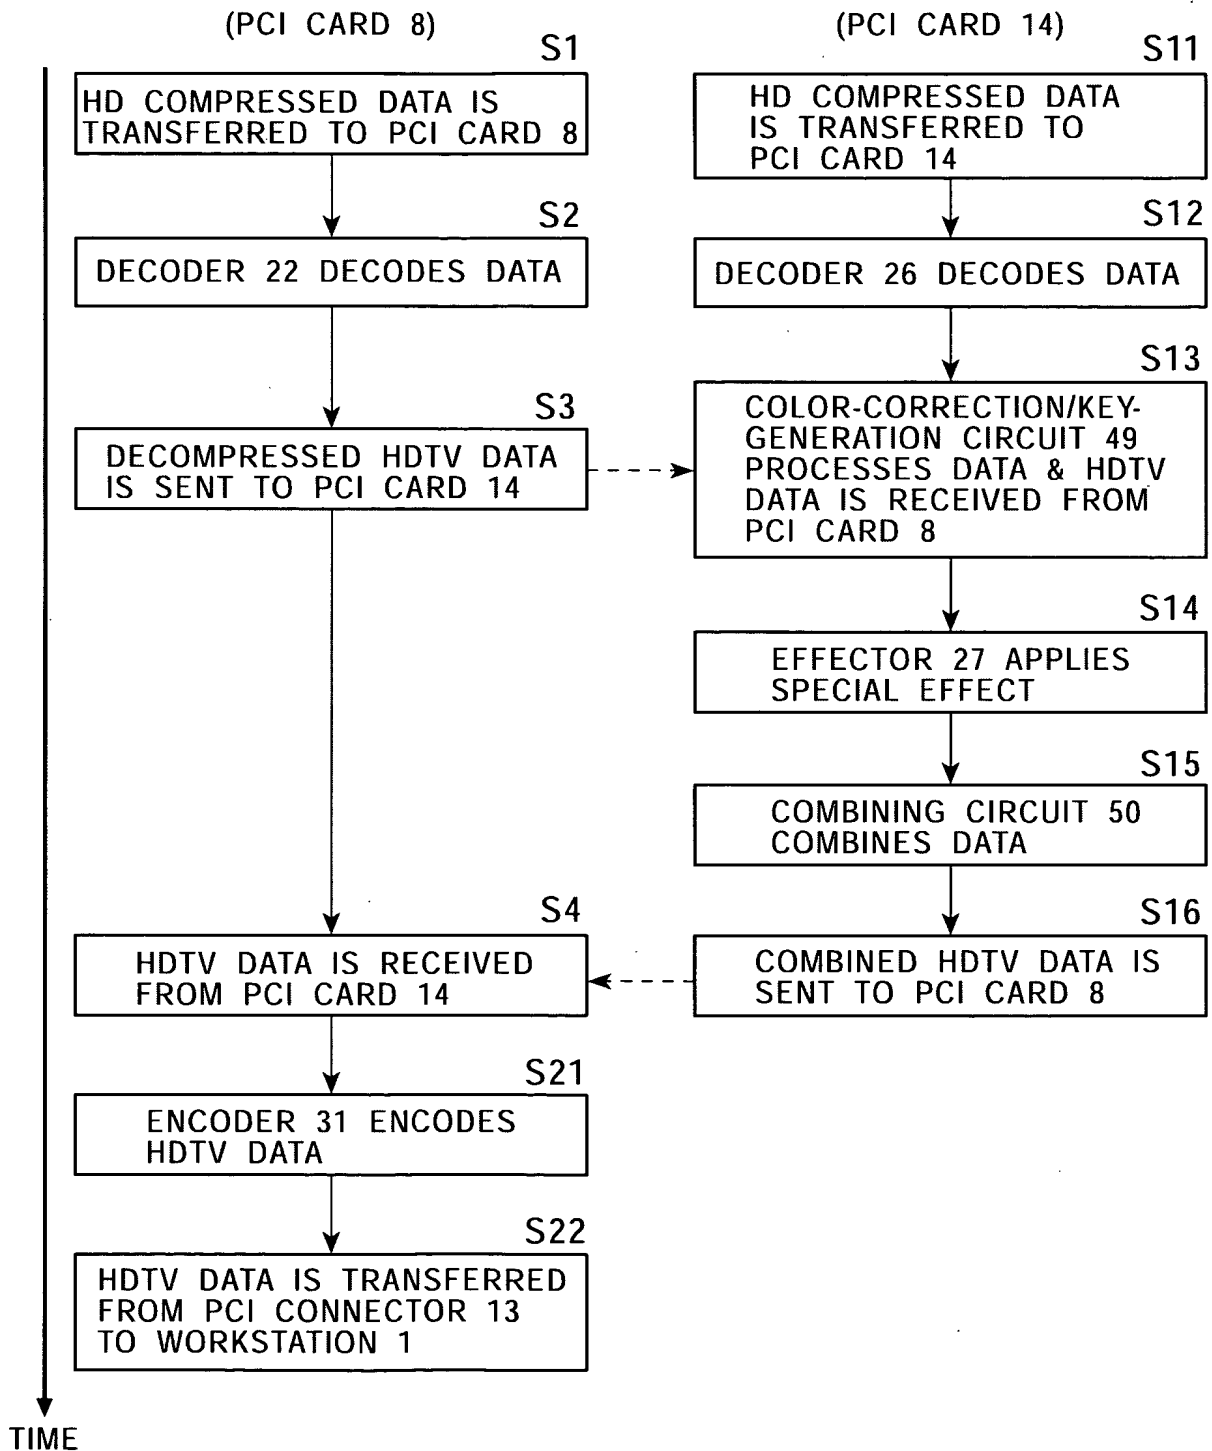 (PCI CARD 8)
S1
HD COMPRESSED DATA IS
TRANSFERRED TO PCI CARD 8
S2
DECODER 22 DECODES DATA
S3
DECOMPRESSED HDTV DATA
IS SENT TO PCI CARD 14
S4
HDTV DATA IS RECEIVED
FROM PCI CARD 14
S21
ENCODER 31 ENCODES
HDTV DATA
S22
HDTV DATA IS TRANSFERRED
FROM PCI CONNECTOR 13
TO WORKSTATION 1
(PCI CARD 14)
S11
HD COMPRESSED DATA
IS TRANSFERRED TO
PCI CARD 14
S12
DECODER 26 DECODES DATA
S13
COLOR-CORRECTION/KEY-
GENERATION CIRCUIT 49
PROCESSES DATA & HDTV
DATA IS RECEIVED FROM
PCI CARD 8
S14
EFFECTOR 27 APPLIES
SPECIAL EFFECT
S15
COMBINING CIRCUIT 50
COMBINES DATA
S16
COMBINED HDTV DATA IS
SENT TO PCI CARD 8
TIME